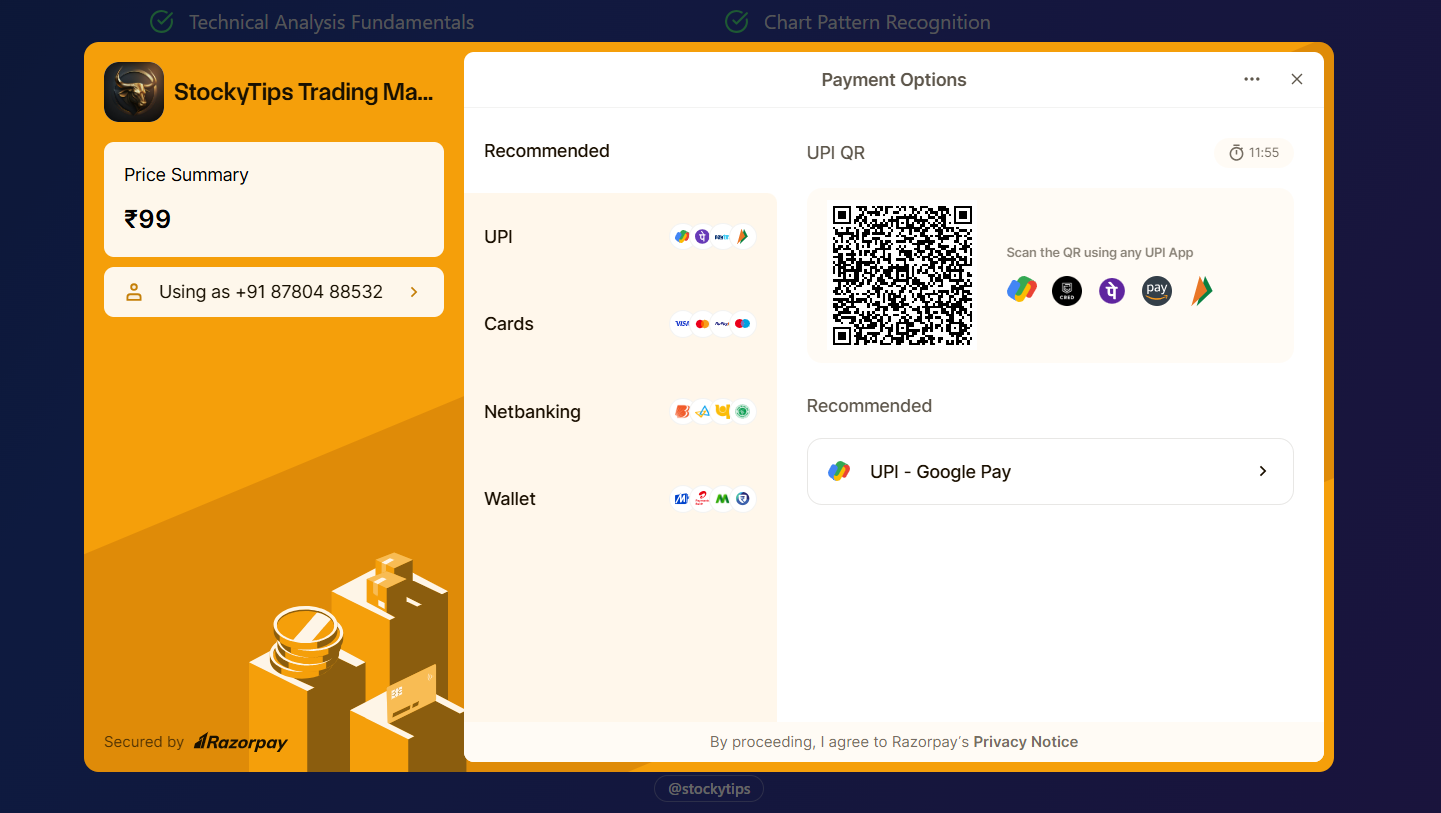 Technical Analysis Fundamentals
Chart Pattern Recognition
StockyTips Trading Ma...
Price Summary
₹99
Using as +91 87804 88532
Secured by Razorpay
Payment Options
Recommended
UPI
Cards
Netbanking
Wallet
UPI QR
11:55
Scan the QR using any UPI App
CRED
pay
Recommended
UPI - Google Pay
By proceeding, I agree to Razorpay's Privacy Notice
@stockytips